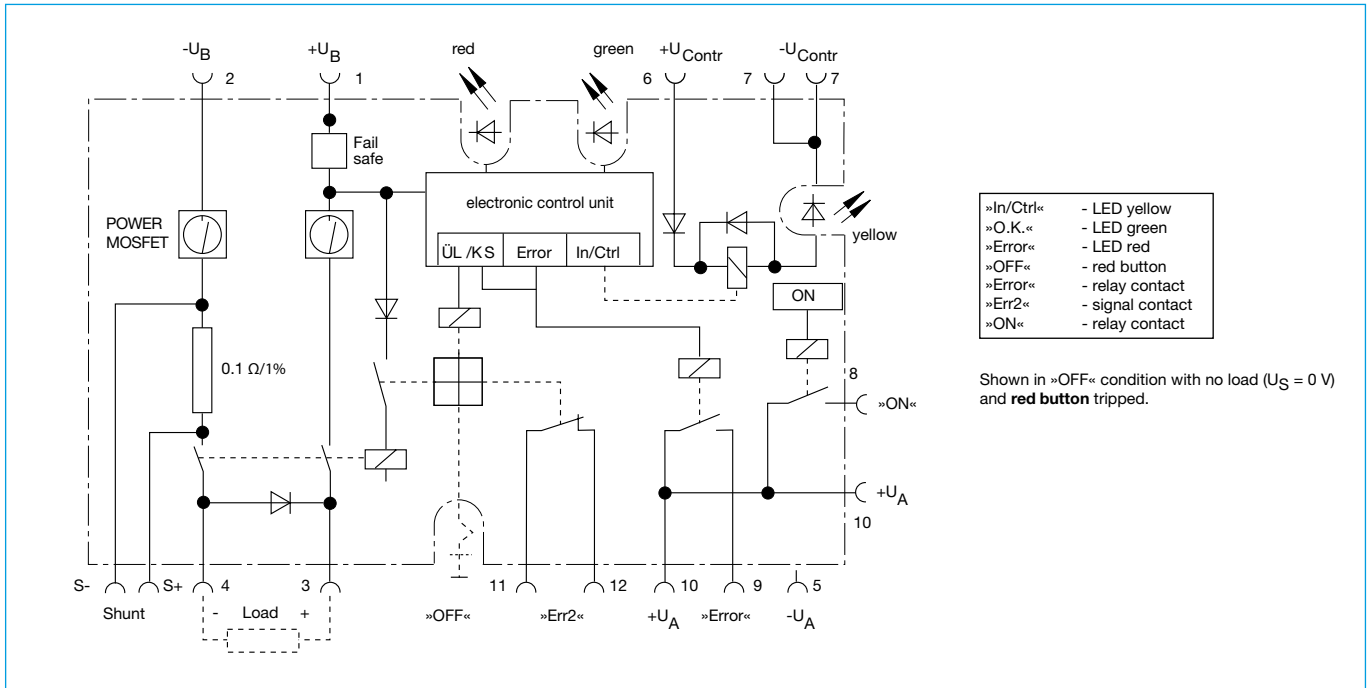 -UB
2
+UB
1
red
green
+UContr
6
-UContr
7
7
Fail
safe
POWER
MOSFET
electronic control unit
ÜL /KS
Error
In/Ctrl
yellow
ON
0.1 Ω/1%
8
»ON«
+UA
10
S-
S+
4
3
11
12
10
9
5
Shunt
-
Load
+
»OFF«
»Err2«
+UA
»Error«
-UA
»In/Ctrl« - LED yellow
»O.K.« - LED green
»Error« - LED red
»OFF« - red button
»Error« - relay contact
»Err2« - signal contact
»ON« - relay contact
Shown in »OFF« condition with no load (US = 0 V)
and red button tripped.